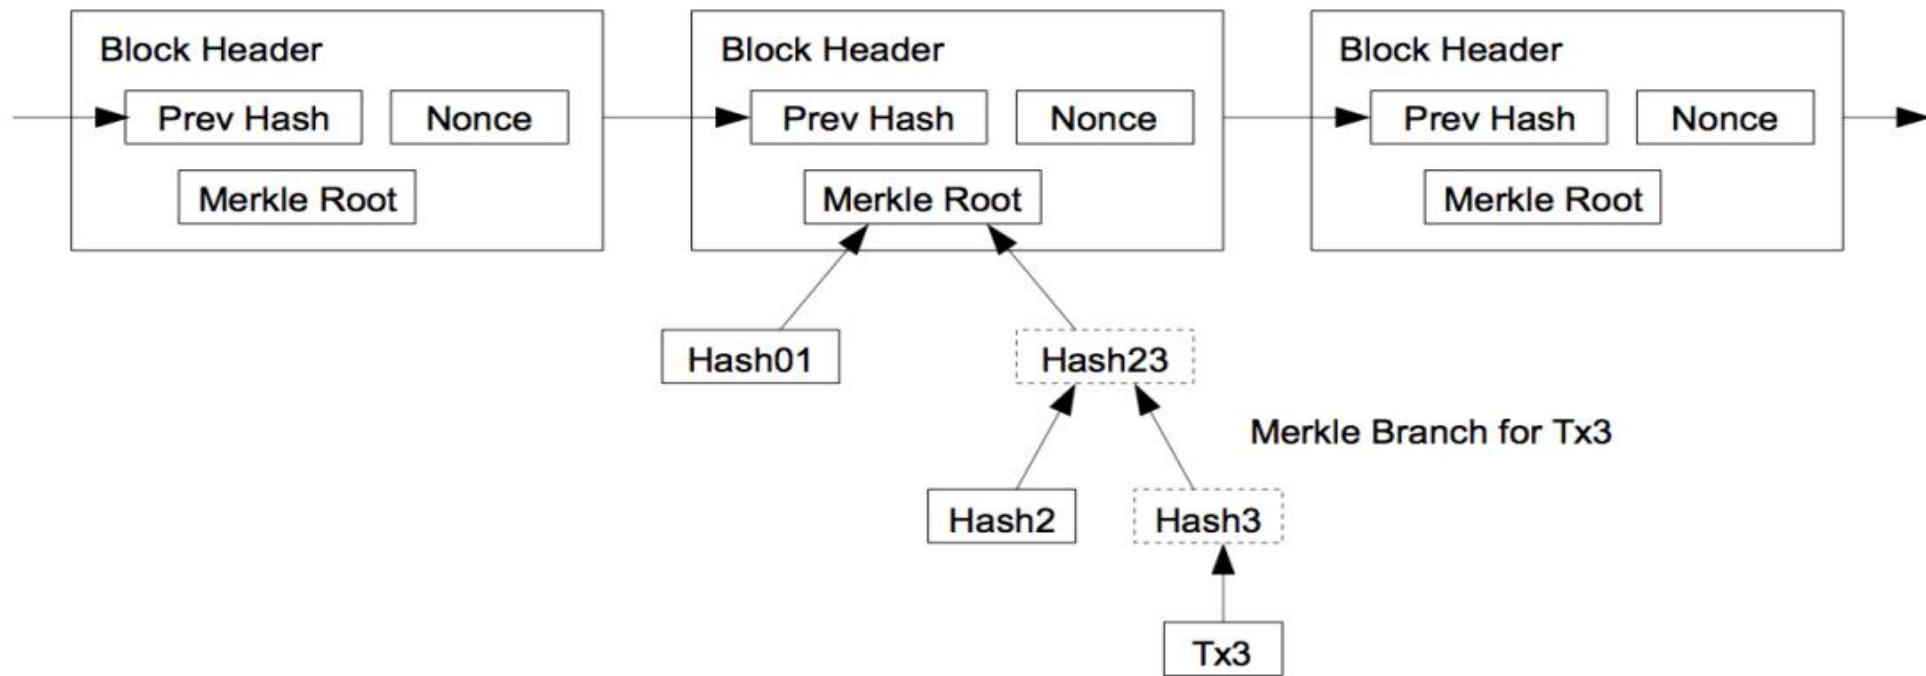 Block Header
Block Header
Block Header
Prev Hash
Nonce
Prev Hash
Nonce
Prev Hash
Nonce
Merkle Root
Merkle Root
Merkle Root
Hash01
Hash23
Merkle Branch for Tx3
Hash2
Hash3
Tx3